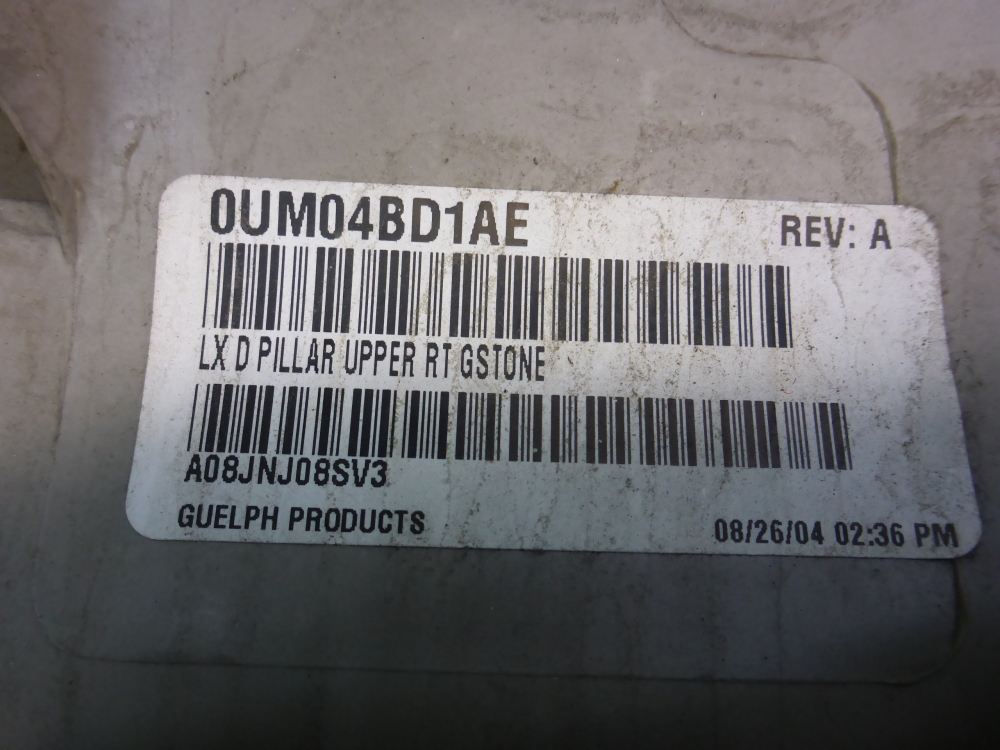 0UM04BD1AE
REV: A
LX D PILLAR UPPER RT GSTONE
A08JNJ08SV3
GUELPH PRODUCTS
08/26/04 02:36 PM